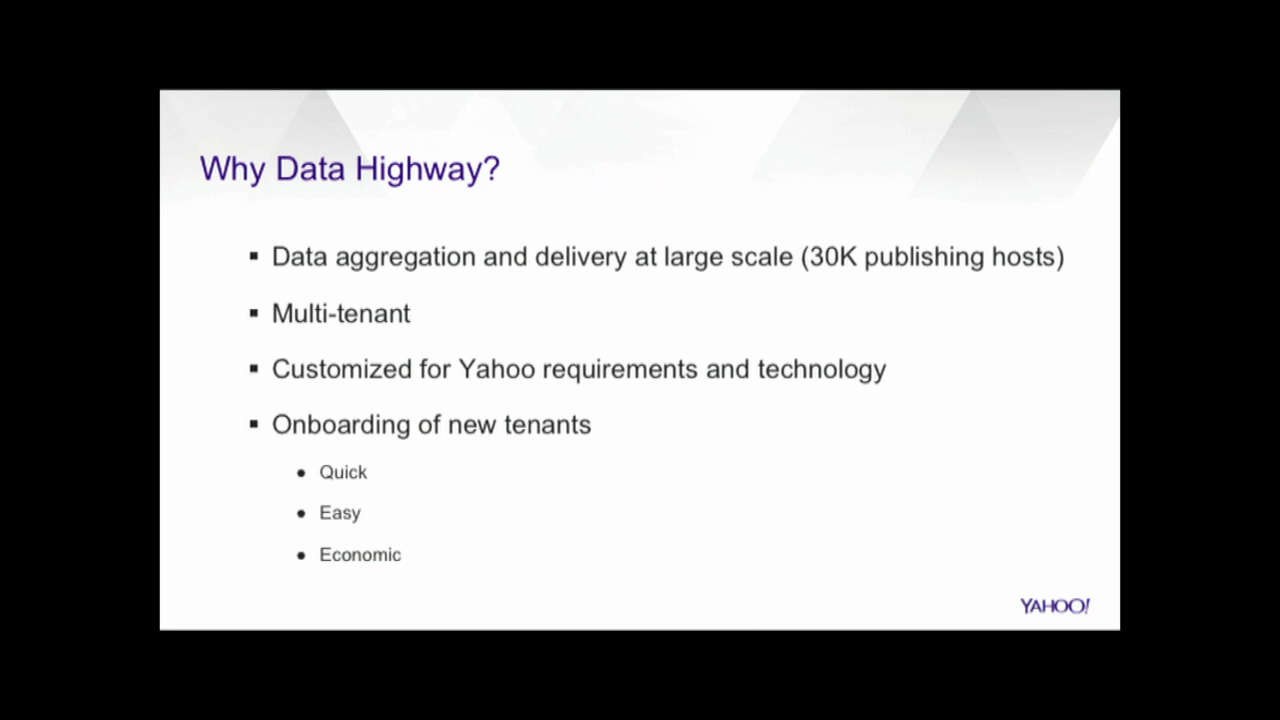 Why Data Highway?
Data aggregation and delivery at large scale (30K publishing hosts)
Multi-tenant
Customized for Yahoo requirements and technology
Onboarding of new tenants
Quick
Easy
Economic
YAHOO!